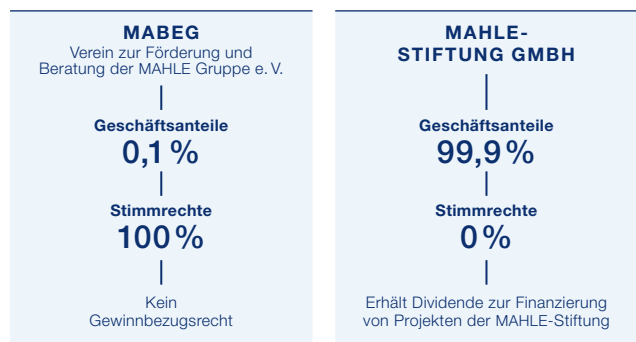 MABEG
Verein zur Förderung und
Beratung der MAHLE Gruppe e. V.
Geschäftsanteile
0,1 %
Stimmrechte
100 %
Kein
Gewinnbezugsrecht
MAHLE-
STIFTUNG GMBH
Geschäftsanteile
99,9 %
Stimmrechte
0 %
Erhält Dividende zur Finanzierung
von Projekten der MAHLE-Stiftung